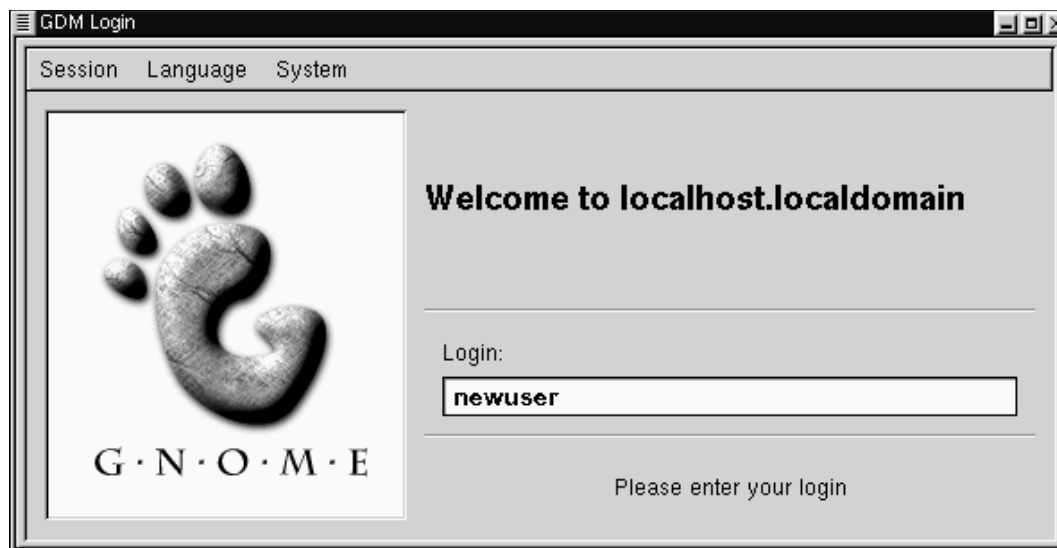 GDM Login
Session Language System
Welcome to localhost.localdomain
Login:
newuser
G·N·O·M·E
Please enter your login